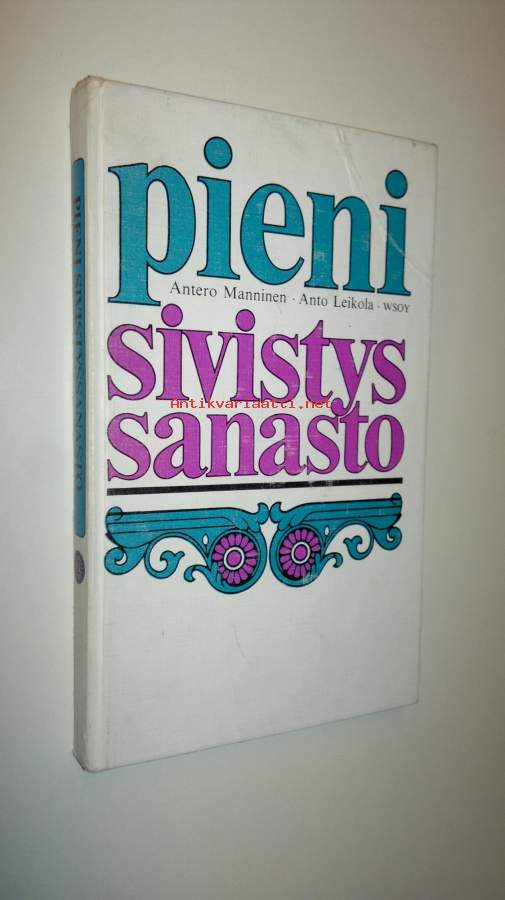 pieni
Antero Manninen · Anto Leikola · WSOY
sivistys
Antikvariaatti.net
sanasto
PIENI SIVISTYSSANASTO